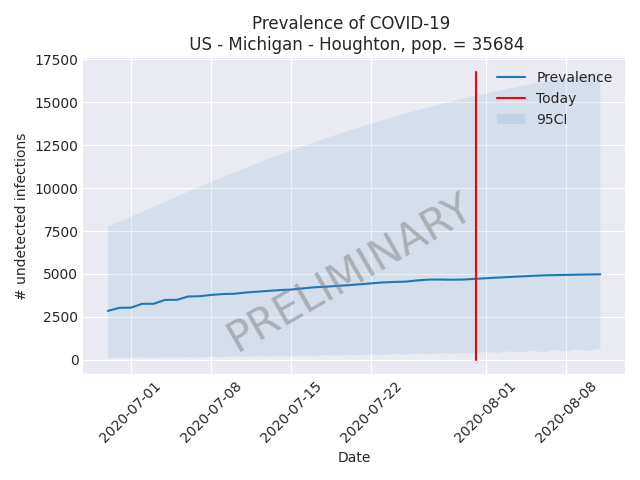 Prevalence of COVID-19
US - Michigan - Houghton, pop. = 35684
17500
15000
12500
10000
7500
5000
2500
0
# undetected infections
Prevalence
Today
95CI
PRELIMINARY
2020-07-01
2020-07-08
2020-07-15
2020-07-22
2020-08-01
2020-08-08
Date